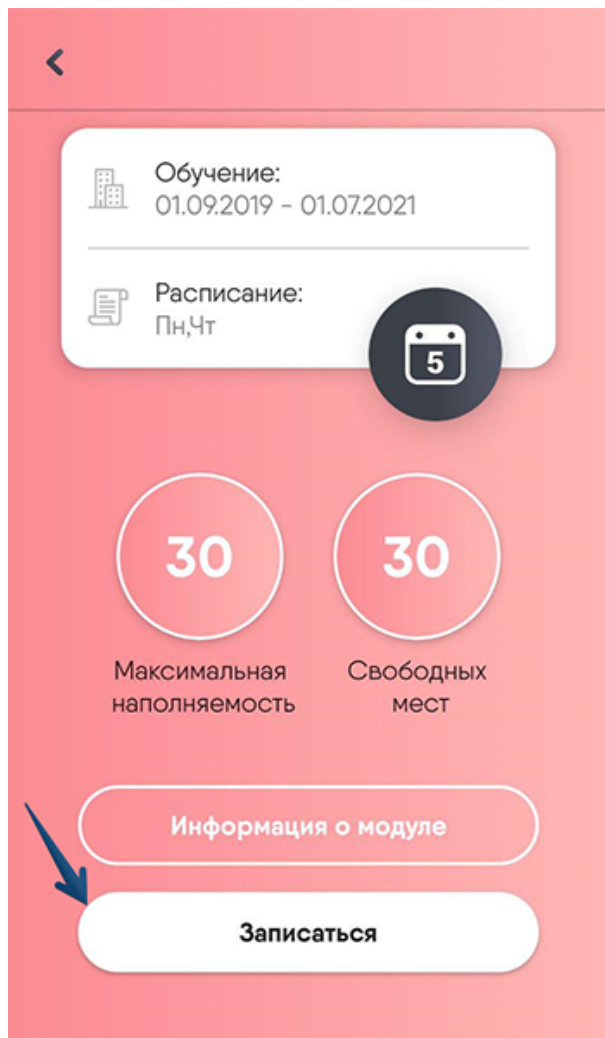 Обучение:
01.09.2019 - 01.07.2021
Расписание:
Пн,Чт
5
30
30
Максимальная
наполняемость
Свободных
мест
Информация о модуле
Записаться